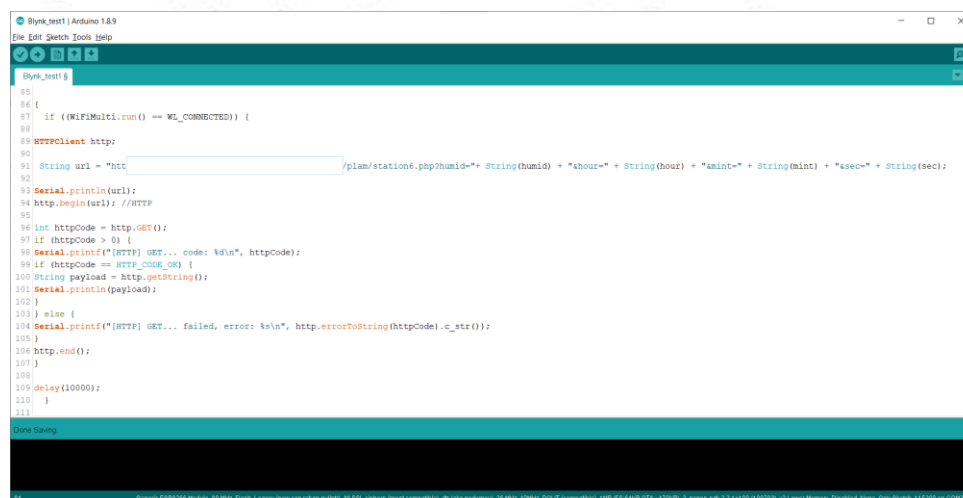 Blynk_test1 | Arduino 1.8.9
File Edit Sketch Tools Help
Blynk_test1 §
85
86 {
87 if ((WiFiMulti.run() == WL_CONNECTED)) {
88
89 HTTPClient http;
90
91 String url = "htt /plam/station6.php?humid="+ String(humid) + "&hour=" + String(hour) + "&mint=" + String(mint) + "&sec=" + String(sec);
92
93 Serial.println(url);
94 http.begin(url); //HTTP
95
96 int httpCode = http.GET();
97 if (httpCode > 0) {
98 Serial.printf("[HTTP] GET... code: %d\n", httpCode);
99 if (httpCode == HTTP_CODE_OK) {
100 String payload = http.getString();
101 Serial.println(payload);
102 }
103 } else {
104 Serial.printf("[HTTP] GET... failed, error: %s\n", http.errorToString(httpCode).c_str());
105 }
106 http.end();
107 }
108
109 delay(10000);
110 }
111
Done Saving.